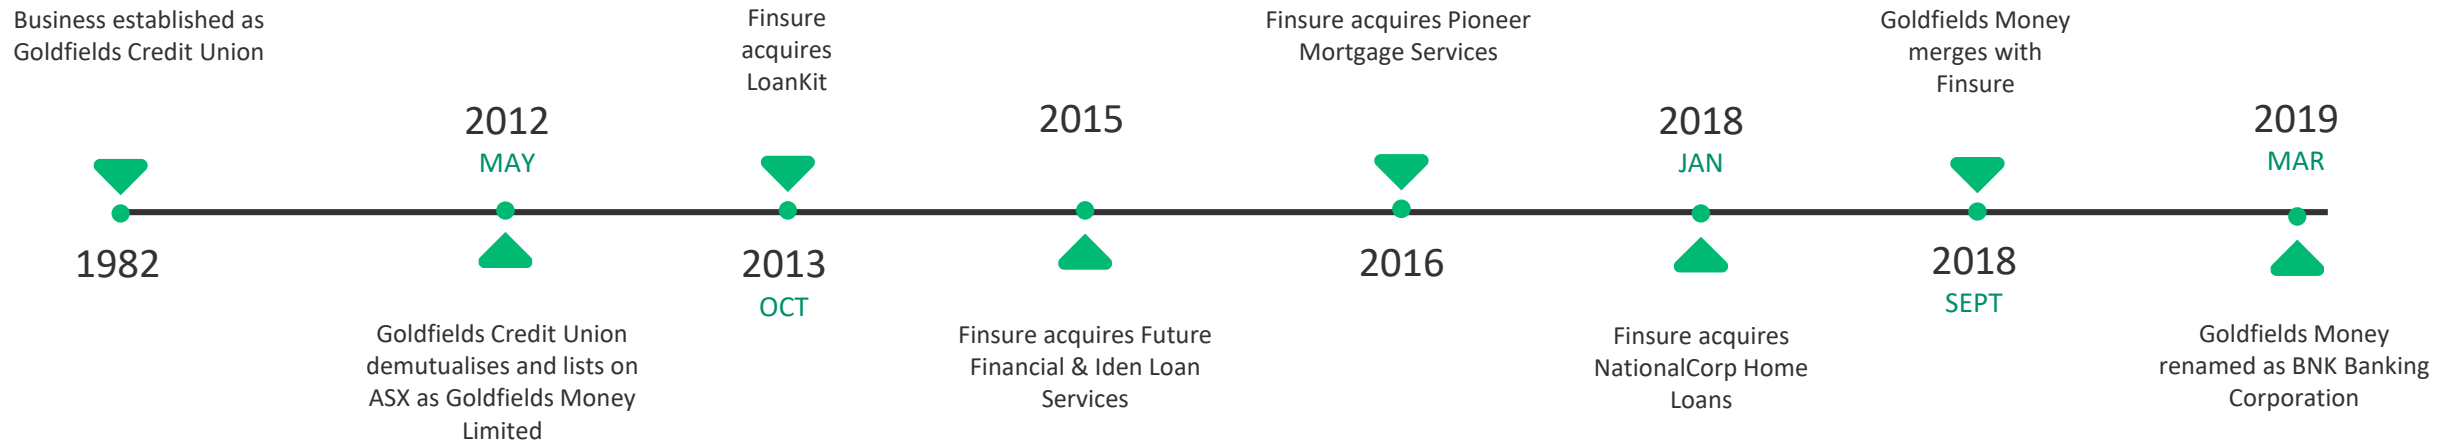 Business established as
Goldfields Credit Union
1982
2012
MAY
Goldfields Credit Union
demutualises and lists on
ASX as Goldfields Money
Limited
Finsure
acquires
LoanKit
2013
OCT
2015
Finsure acquires Future
Financial & Iden Loan
Services
Finsure acquires Pioneer
Mortgage Services
2016
2018
JAN
Finsure acquires
NationalCorp Home
Loans
Goldfields Money
merges with
Finsure
2018
SEPT
2019
MAR
Goldfields Money
renamed as BNK Banking
Corporation